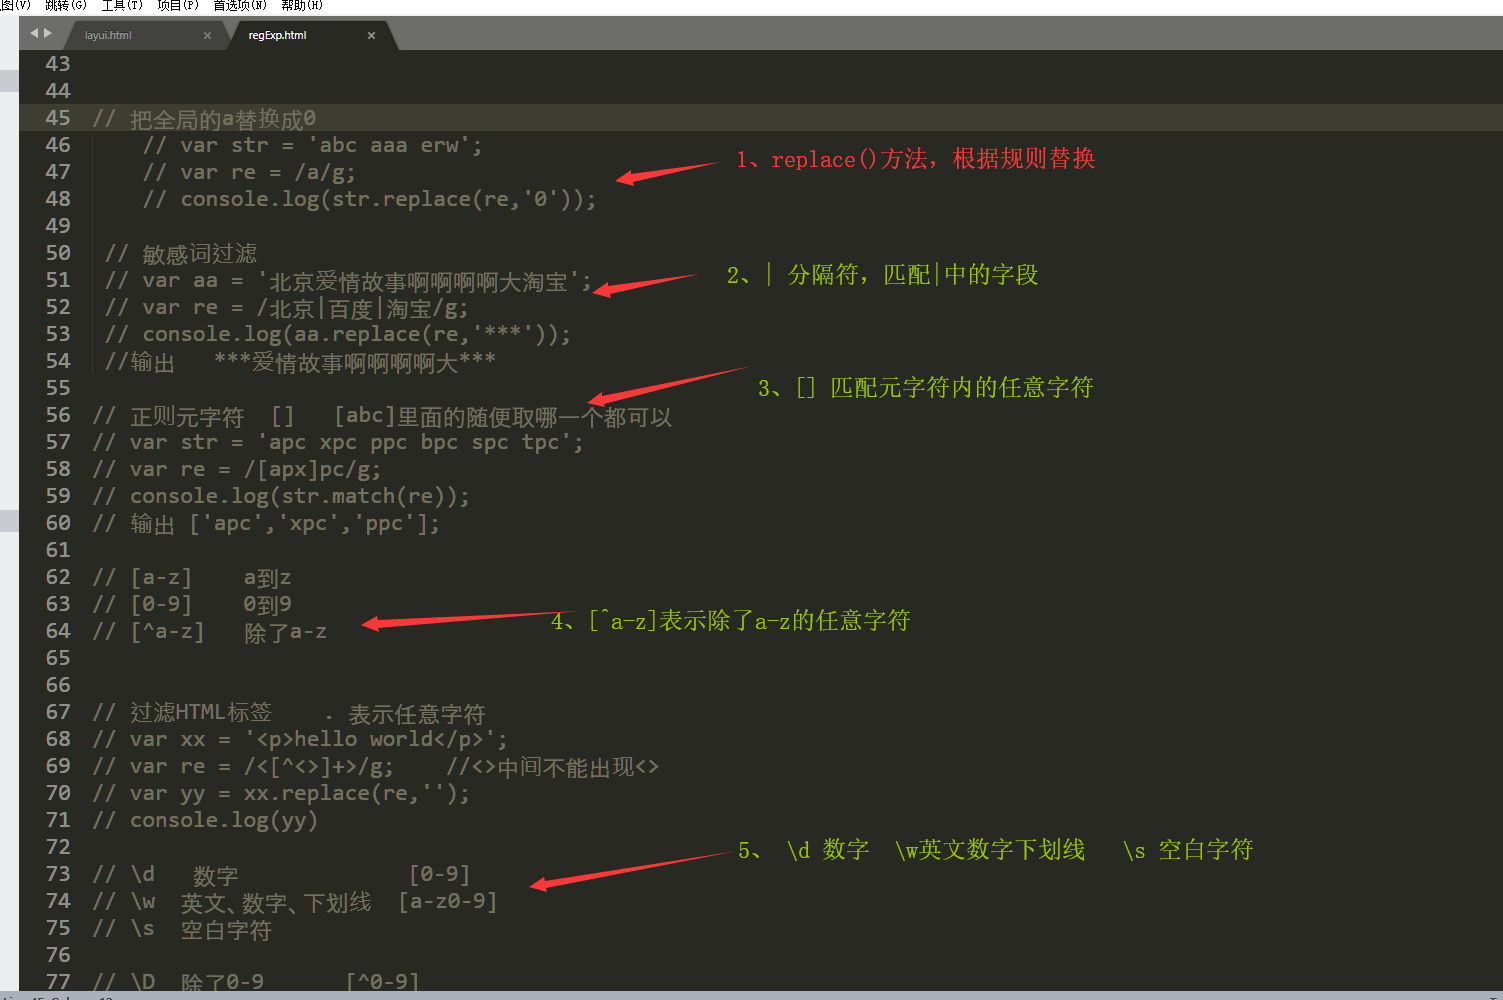 图(V) 跳转(G) 工具(T) 项目(P) 首选项(N) 帮助(H)
layui.html × regExp.html ×
43
44
45 // 把全局的a替换成0
46 // var str = 'abc aaa erw';
1、replace()方法，根据规则替换
47 // var re = /a/g;
48 // console.log(str.replace(re,'0'));
49
50 // 敏感词过滤
51 // var aa = '北京爱情故事啊啊啊啊大淘宝';
2、| 分隔符，匹配|中的字段
52 // var re = /北京|百度|淘宝/g;
53 // console.log(aa.replace(re,'***'));
54 //输出 ***爱情故事啊啊啊啊大***
55
3、[] 匹配元字符内的任意字符
56 // 正则元字符 [] [abc]里面的随便取哪一个都可以
57 // var str = 'apc xpc ppc bpc spc tpc';
58 // var re = /[apx]pc/g;
59 // console.log(str.match(re));
60 // 输出 ['apc','xpc','ppc'];
61
62 // [a-z] a到z
63 // [0-9] 0到9
64 // [^a-z] 除了a-z
4、[^a-z]表示除了a-z的任意字符
65
66
67 // 过滤HTML标签 . 表示任意字符
68 // var xx = '<p>hello world</p>';
69 // var re = /<[^<>]+>/g; //<>中间不能出现<>
70 // var yy = xx.replace(re,'');
71 // console.log(yy)
72
5、 \d 数字 \w英文数字下划线 \s 空白字符
73 // \d 数字 [0-9]
74 // \w 英文、数字、下划线 [a-z0-9]
75 // \s 空白字符
76
77 // \D 除了0-9 [^0-9]